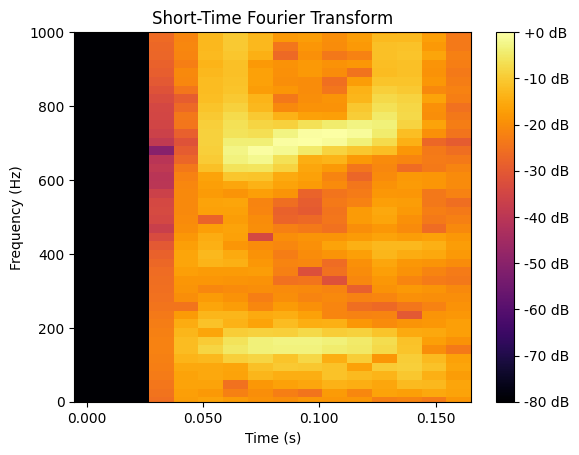 Short-Time Fourier Transform
1000
800
600
400
200
0
Frequency (Hz)
0.000
0.050
0.100
0.150
Time (s)
+0 dB
-10 dB
-20 dB
-30 dB
-40 dB
-50 dB
-60 dB
-70 dB
-80 dB